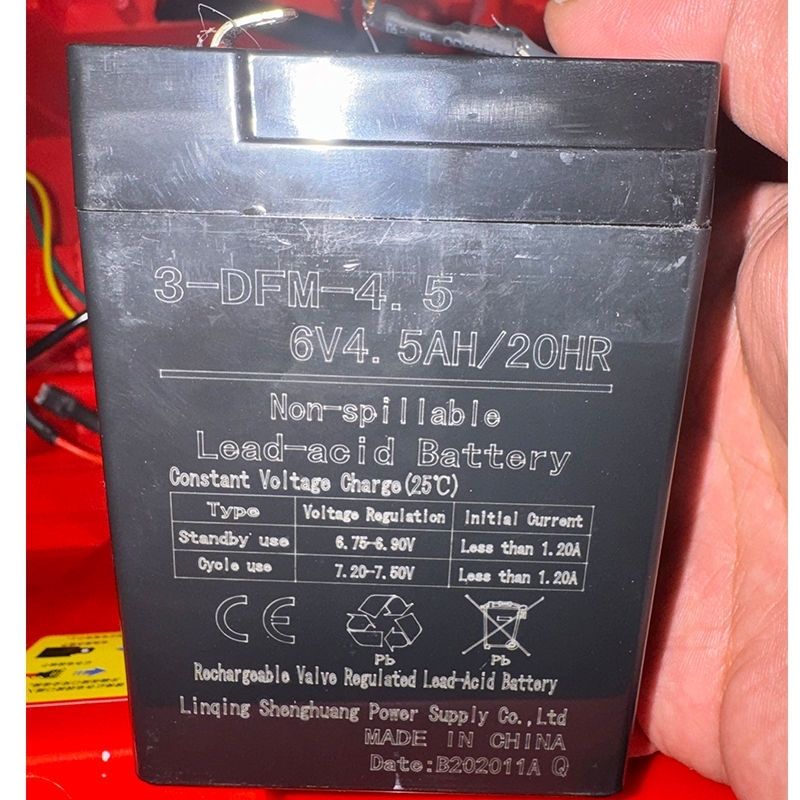 3-DFM-4.5
6V4.5AH/20HR
Non-spillable
Lead-acid Battery
Constant Voltage Charge(25℃)
Type Voltage Regulation Initial Current
Standby use 6.75-6.90V Less than 1.20A
Cycle use 7.20-7.50V Less than 1.20A
CE
Pb Pb
Rechargeable Valve Regulated Lead-Acid Battery
Linqing Shenghuang Power Supply Co.,Ltd
MADE IN CHINA
Date:B202011A Q